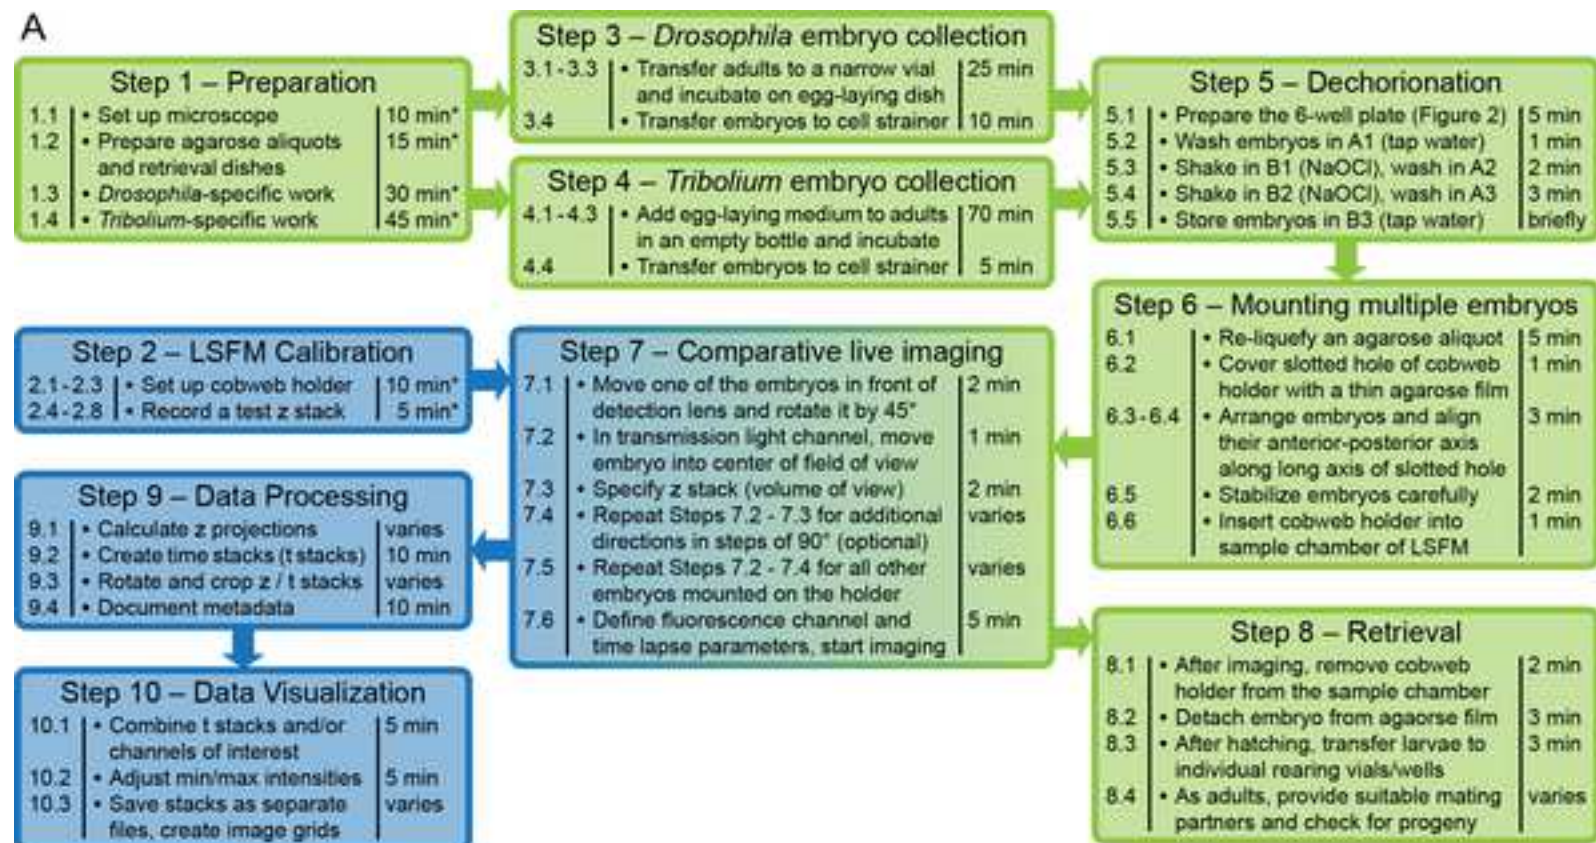 A
Step 1 – Preparation
1.1 • Set up microscope 10 min*
1.2 • Prepare agarose aliquots 15 min*
and retrieval dishes
1.3 • Drosophila-specific work 30 min*
1.4 • Tribolium-specific work 45 min*
Step 3 – Drosophila embryo collection
3.1 - 3.3 • Transfer adults to a narrow vial 25 min
and incubate on egg-laying dish
3.4 • Transfer embryos to cell strainer 10 min
Step 4 – Tribolium embryo collection
4.1 - 4.3 • Add egg-laying medium to adults 70 min
in an empty bottle and incubate
4.4 • Transfer embryos to cell strainer 5 min
Step 5 – Dechorionation
5.1 • Prepare the 6-well plate (Figure 2) 5 min
5.2 • Wash embryos in A1 (tap water) 1 min
5.3 • Shake in B1 (NaOCl), wash in A2 2 min
5.4 • Shake in B2 (NaOCl), wash in A3 3 min
5.5 • Store embryos in B3 (tap water) briefly
Step 6 – Mounting multiple embryos
6.1 • Re-liquefy an agarose aliquot 5 min
6.2 • Cover slotted hole of cobweb 1 min
holder with a thin agarose film
6.3 - 6.4 • Arrange embryos and align 3 min
their anterior-posterior axis
along long axis of slotted hole
6.5 • Stabilize embryos carefully 2 min
6.6 • Insert cobweb holder into 1 min
sample chamber of LSFM
Step 2 – LSFM Calibration
2.1 - 2.3 • Set up cobweb holder 10 min*
2.4 - 2.8 • Record a test z stack 5 min*
Step 7 – Comparative live imaging
7.1 • Move one of the embryos in front of 2 min
detection lens and rotate it by 45°
7.2 • In transmission light channel, move 1 min
embryo into center of field of view
7.3 • Specify z stack (volume of view) 2 min
7.4 • Repeat Steps 7.2 - 7.3 for additional varies
directions in steps of 90° (optional)
7.5 • Repeat Steps 7.2 - 7.4 for all other varies
embryos mounted on the holder
7.6 • Define fluorescence channel and 5 min
time lapse parameters, start imaging
Step 8 – Retrieval
8.1 • After imaging, remove cobweb 2 min
holder from the sample chamber
8.2 • Detach embryo from agaorse film 3 min
8.3 • After hatching, transfer larvae to 3 min
individual rearing vials/wells
8.4 • As adults, provide suitable mating varies
partners and check for progeny
Step 9 – Data Processing
9.1 • Calculate z projections varies
9.2 • Create time stacks (t stacks) 10 min
9.3 • Rotate and crop z / t stacks varies
9.4 • Document metadata 10 min
Step 10 – Data Visualization
10.1 • Combine t stacks and/or 5 min
channels of interest
10.2 • Adjust min/max intensities 5 min
10.3 • Save stacks as separate varies
files, create image grids